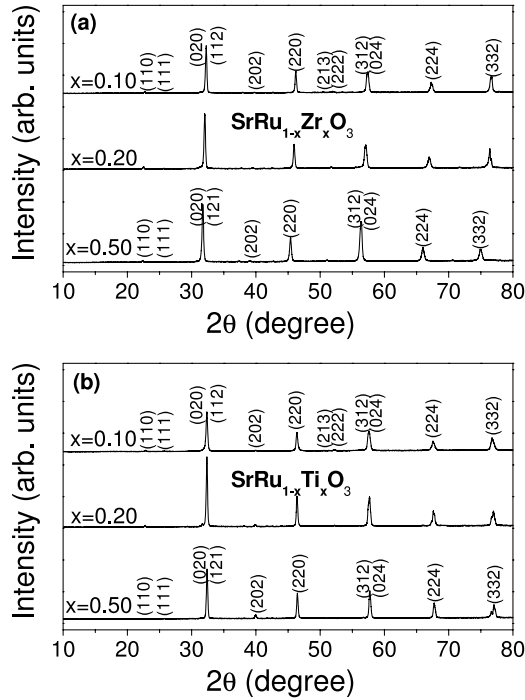 (a)
(110)
(111)
(020)
(112)
(202)
(220)
(213)
(222)
(312)
(024)
(224)
(332)
x=0.10
SrRu1-xZrxO3
x=0.20
(110)
(111)
(020)
(121)
(202)
(220)
(312)
(024)
(224)
(332)
x=0.50
Intensity (arb. units)
10 20 30 40 50 60 70 80
2θ (degree)
(b)
(110)
(111)
(020)
(112)
(202)
(220)
(213)
(222)
(312)
(024)
(224)
(332)
x=0.10
SrRu1-xTixO3
x=0.20
(110)
(111)
(020)
(121)
(202)
(220)
(312)
(024)
(224)
(332)
x=0.50
Intensity (arb. units)
10 20 30 40 50 60 70 80
2θ (degree)